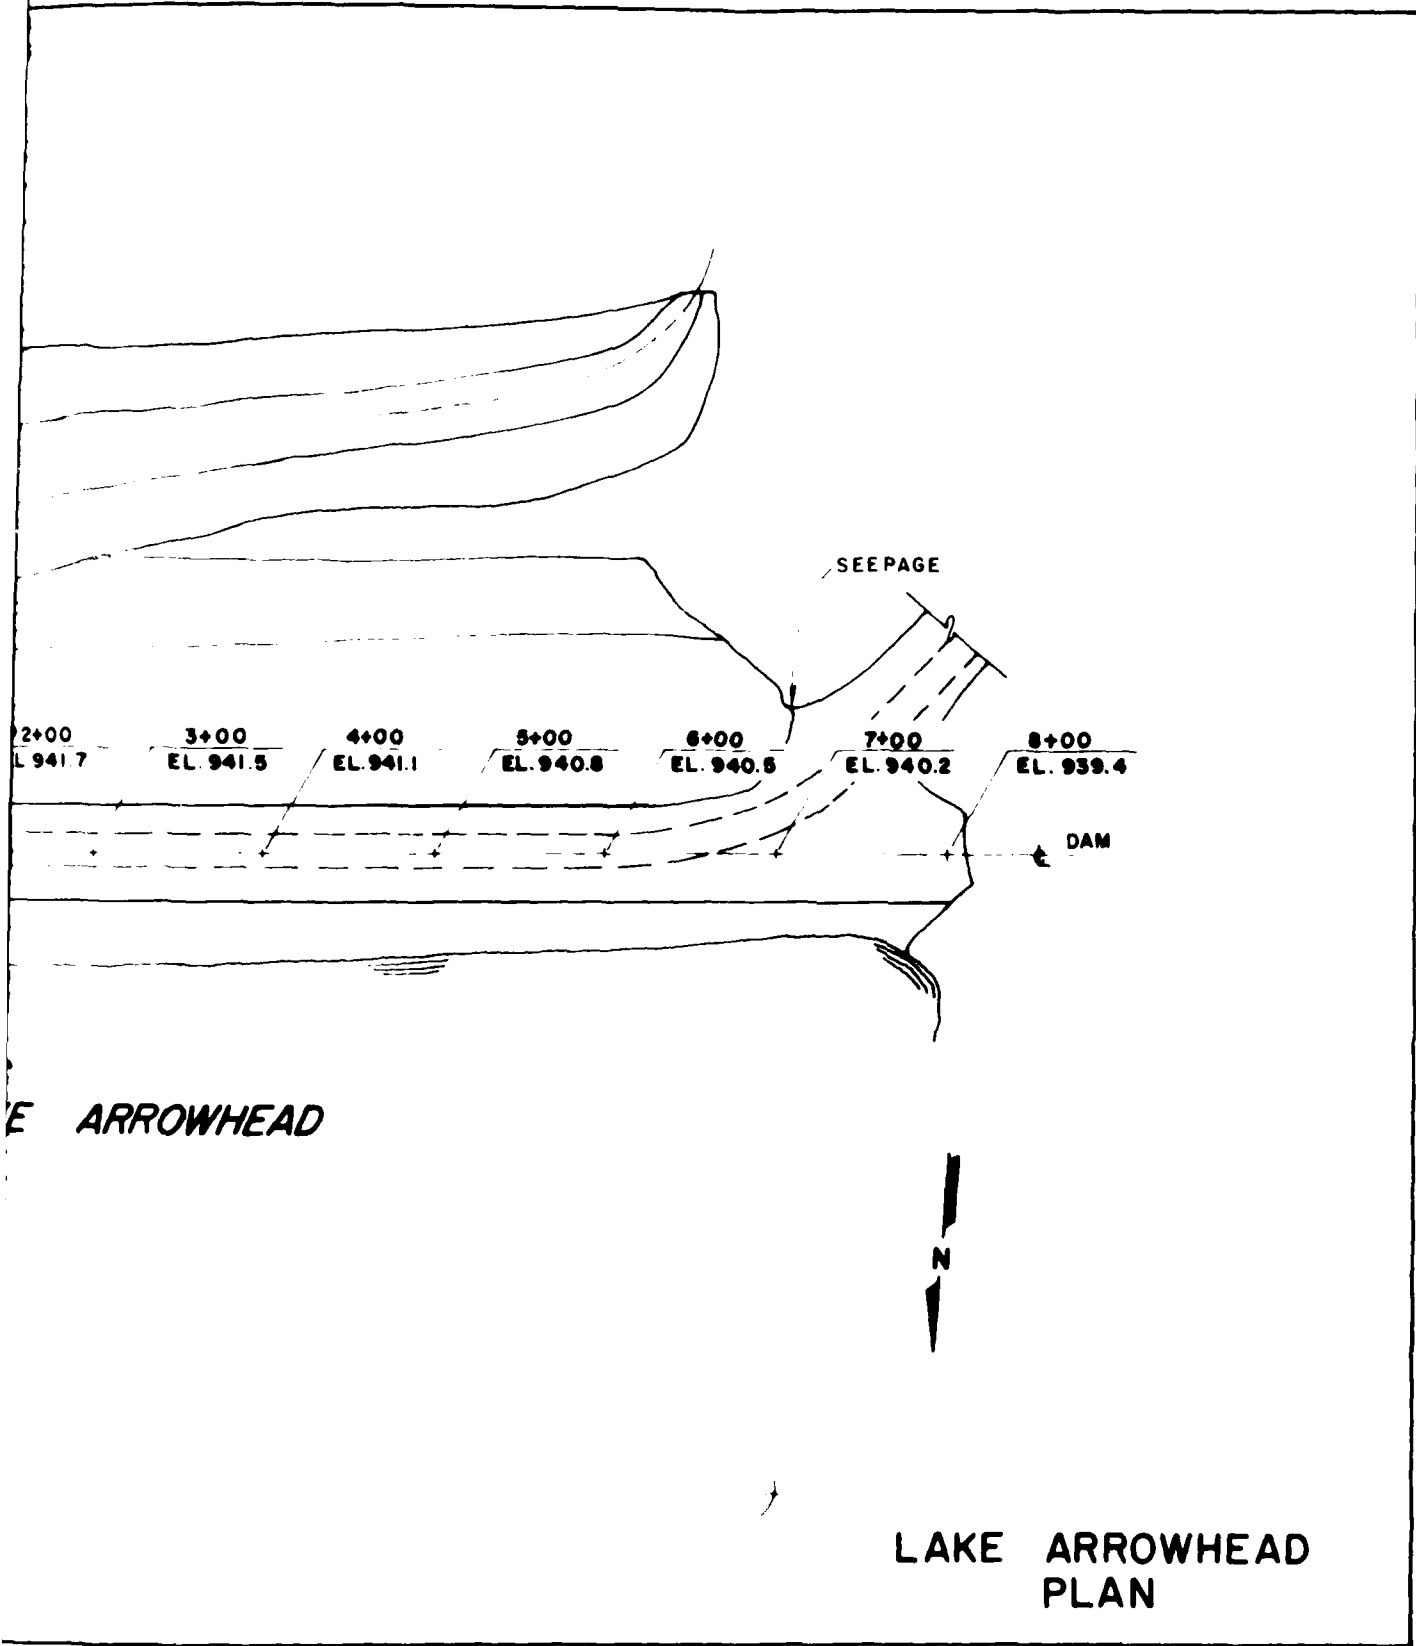 SEEPAGE
2+00 3+00 4+00 5+00 6+00 7+00 8+00
L 941.7 EL. 941.5 EL. 941.1 EL. 940.8 EL. 940.6 EL. 940.2 EL. 939.4
℄ DAM
E ARROWHEAD
N
LAKE ARROWHEAD
PLAN